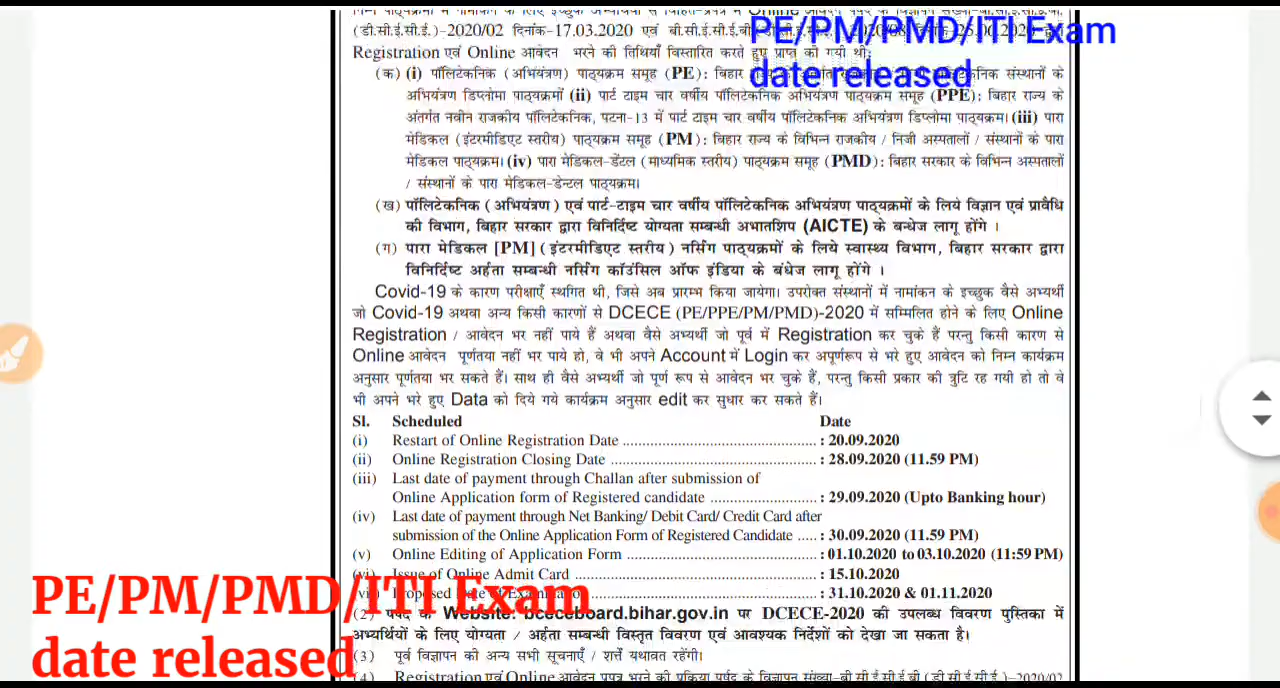 (डी.सी.ई.सी.ई.)-2020/02 दिनांक-17.03.2020 एवं बी.सी.ई.सी.ई.बी.
PE/PM/PMD/ITI Exam
date released
Registration एवं Online आवेदन भरने की तिथियाँ विस्तारित करते हुए प्राप्त की गयी थी:
(क) (i) पॉलिटेकनिक (अभियंत्रण) पाठ्यक्रम समूह (PE): बिहार संस्थानों के
अभियंत्रण डिप्लोमा पाठ्यक्रमों (ii) पार्ट टाइम चार वर्षीय पॉलिटेकनिक अभियंत्रण पाठ्यक्रम समूह (PPE): बिहार राज्य के
अंतर्गत नवीन राजकीय पॉलिटेकनिक, पटना-13 में पार्ट टाइम चार वर्षीय पॉलिटेकनिक अभियंत्रण डिप्लोमा पाठ्यक्रम। (iii) पारा
मेडिकल (इंटरमीडिएट स्तरीय) पाठ्यक्रम समूह (PM): बिहार राज्य के विभिन्न राजकीय / निजी अस्पतालों / संस्थानों के पारा
मेडिकल पाठ्यक्रम। (iv) पारा मेडिकल-डेंटल (माध्यमिक स्तरीय) पाठ्यक्रम समूह (PMD): बिहार सरकार के विभिन्न अस्पतालों
/ संस्थानों के पारा मेडिकल-डेन्टल पाठ्यक्रम।
(ख) पॉलिटेकनिक (अभियंत्रण) एवं पार्ट-टाइम चार वर्षीय पॉलिटेकनिक अभियंत्रण पाठ्यक्रमों के लिये विज्ञान एवं प्रावैधि
की विभाग, बिहार सरकार द्वारा विनिर्दिष्ट योग्यता सम्बन्धी अभातशिप (AICTE) के बन्धेज लागू होंगे ।
(ग) पारा मेडिकल [PM] (इंटरमीडिएट स्तरीय) नर्सिंग पाठ्यक्रमों के लिये स्वास्थ्य विभाग, बिहार सरकार द्वारा
विनिर्दिष्ट अर्हता सम्बन्धी नर्सिंग कॉउंसिल ऑफ इंडिया के बंधेज लागू होंगे ।
Covid-19 के कारण परीक्षाएँ स्थगित थी, जिसे अब प्रारम्भ किया जायेगा। उपरोक्त संस्थानों में नामांकन के इच्छुक वैसे अभ्यर्थी
जो Covid-19 अथवा अन्य किसी कारणों से DCECE (PE/PPE/PM/PMD)-2020 में सम्मिलित होने के लिए Online
Registration / आवेदन भर नहीं पाये हैं अथवा वैसे अभ्यर्थी जो पूर्व में Registration कर चुके हैं परन्तु किसी कारण से
Online आवेदन पूर्णतया नहीं भर पाये हो, वे भी अपने Account में Login कर अपूर्णरूप से भरे हुए आवेदन को निम्न कार्यक्रम
अनुसार पूर्णतया भर सकते हैं। साथ ही वैसे अभ्यर्थी जो पूर्ण रूप से आवेदन भर चुके हैं, परन्तु किसी प्रकार की त्रुटि रह गयी हो तो वे
भी अपने भरे हुए Data को दिये गये कार्यक्रम अनुसार edit कर सुधार कर सकते हैं।
Sl. Scheduled Date
(i) Restart of Online Registration Date : 20.09.2020
(ii) Online Registration Closing Date : 28.09.2020 (11.59 PM)
(iii) Last date of payment through Challan after submission of
Online Application form of Registered candidate : 29.09.2020 (Upto Banking hour)
(iv) Last date of payment through Net Banking/ Debit Card/ Credit Card after
submission of the Online Application Form of Registered Candidate : 30.09.2020 (11.59 PM)
(v) Online Editing of Application Form : 01.10.2020 to 03.10.2020 (11:59 PM)
(vi) Issue of Online Admit Card : 15.10.2020
: 31.10.2020 & 01.11.2020
PE/PM/PMD/ITI Exam
date released
(2) Website: bceceboard.bihar.gov.in पर DCECE-2020 की उपलब्ध विवरण पुस्तिका में
अभ्यर्थियों के लिए योग्यता / अर्हता सम्बन्धी विस्तृत विवरण एवं आवश्यक निर्देशों को देखा जा सकता है।
(3) पूर्व विज्ञापन की अन्य सभी सूचनाएँ / शर्त्तें यथावत रहेंगी।